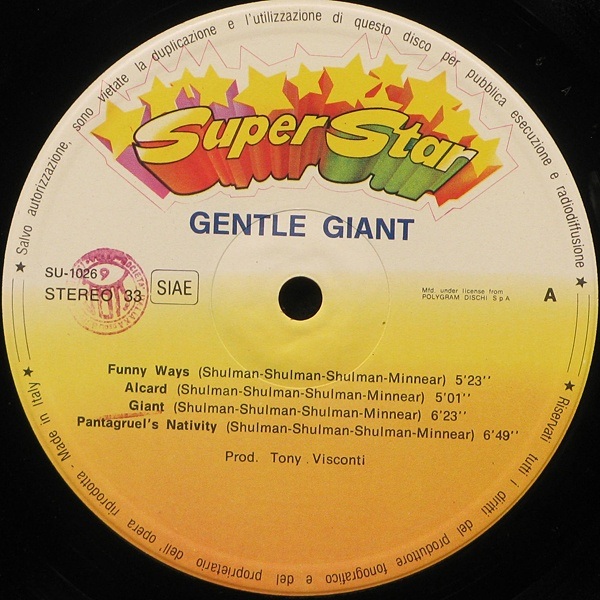 ★ Salvo autorizzazione, sono vietate la duplicazione e l'utilizzazione di questo disco per pubblica esecuzione e radiodiffusione ★
Super Star
GENTLE GIANT
SU-1026
STEREO 33
SIAE
Mfd. under license from
POLYGRAM DISCHI SpA
A
Funny Ways (Shulman-Shulman-Shulman-Minnear) 5'23''
Alcard (Shulman-Shulman-Shulman-Minnear) 5'01''
Giant (Shulman-Shulman-Shulman-Minnear) 6'23''
Pantagruel's Nativity (Shulman-Shulman-Shulman-Minnear) 6'49''
Prod. Tony . Visconti
★ Riservati tutti i diritti del produttore fonografico e del proprietario dell' opera riprodotta - Made in Italy ★